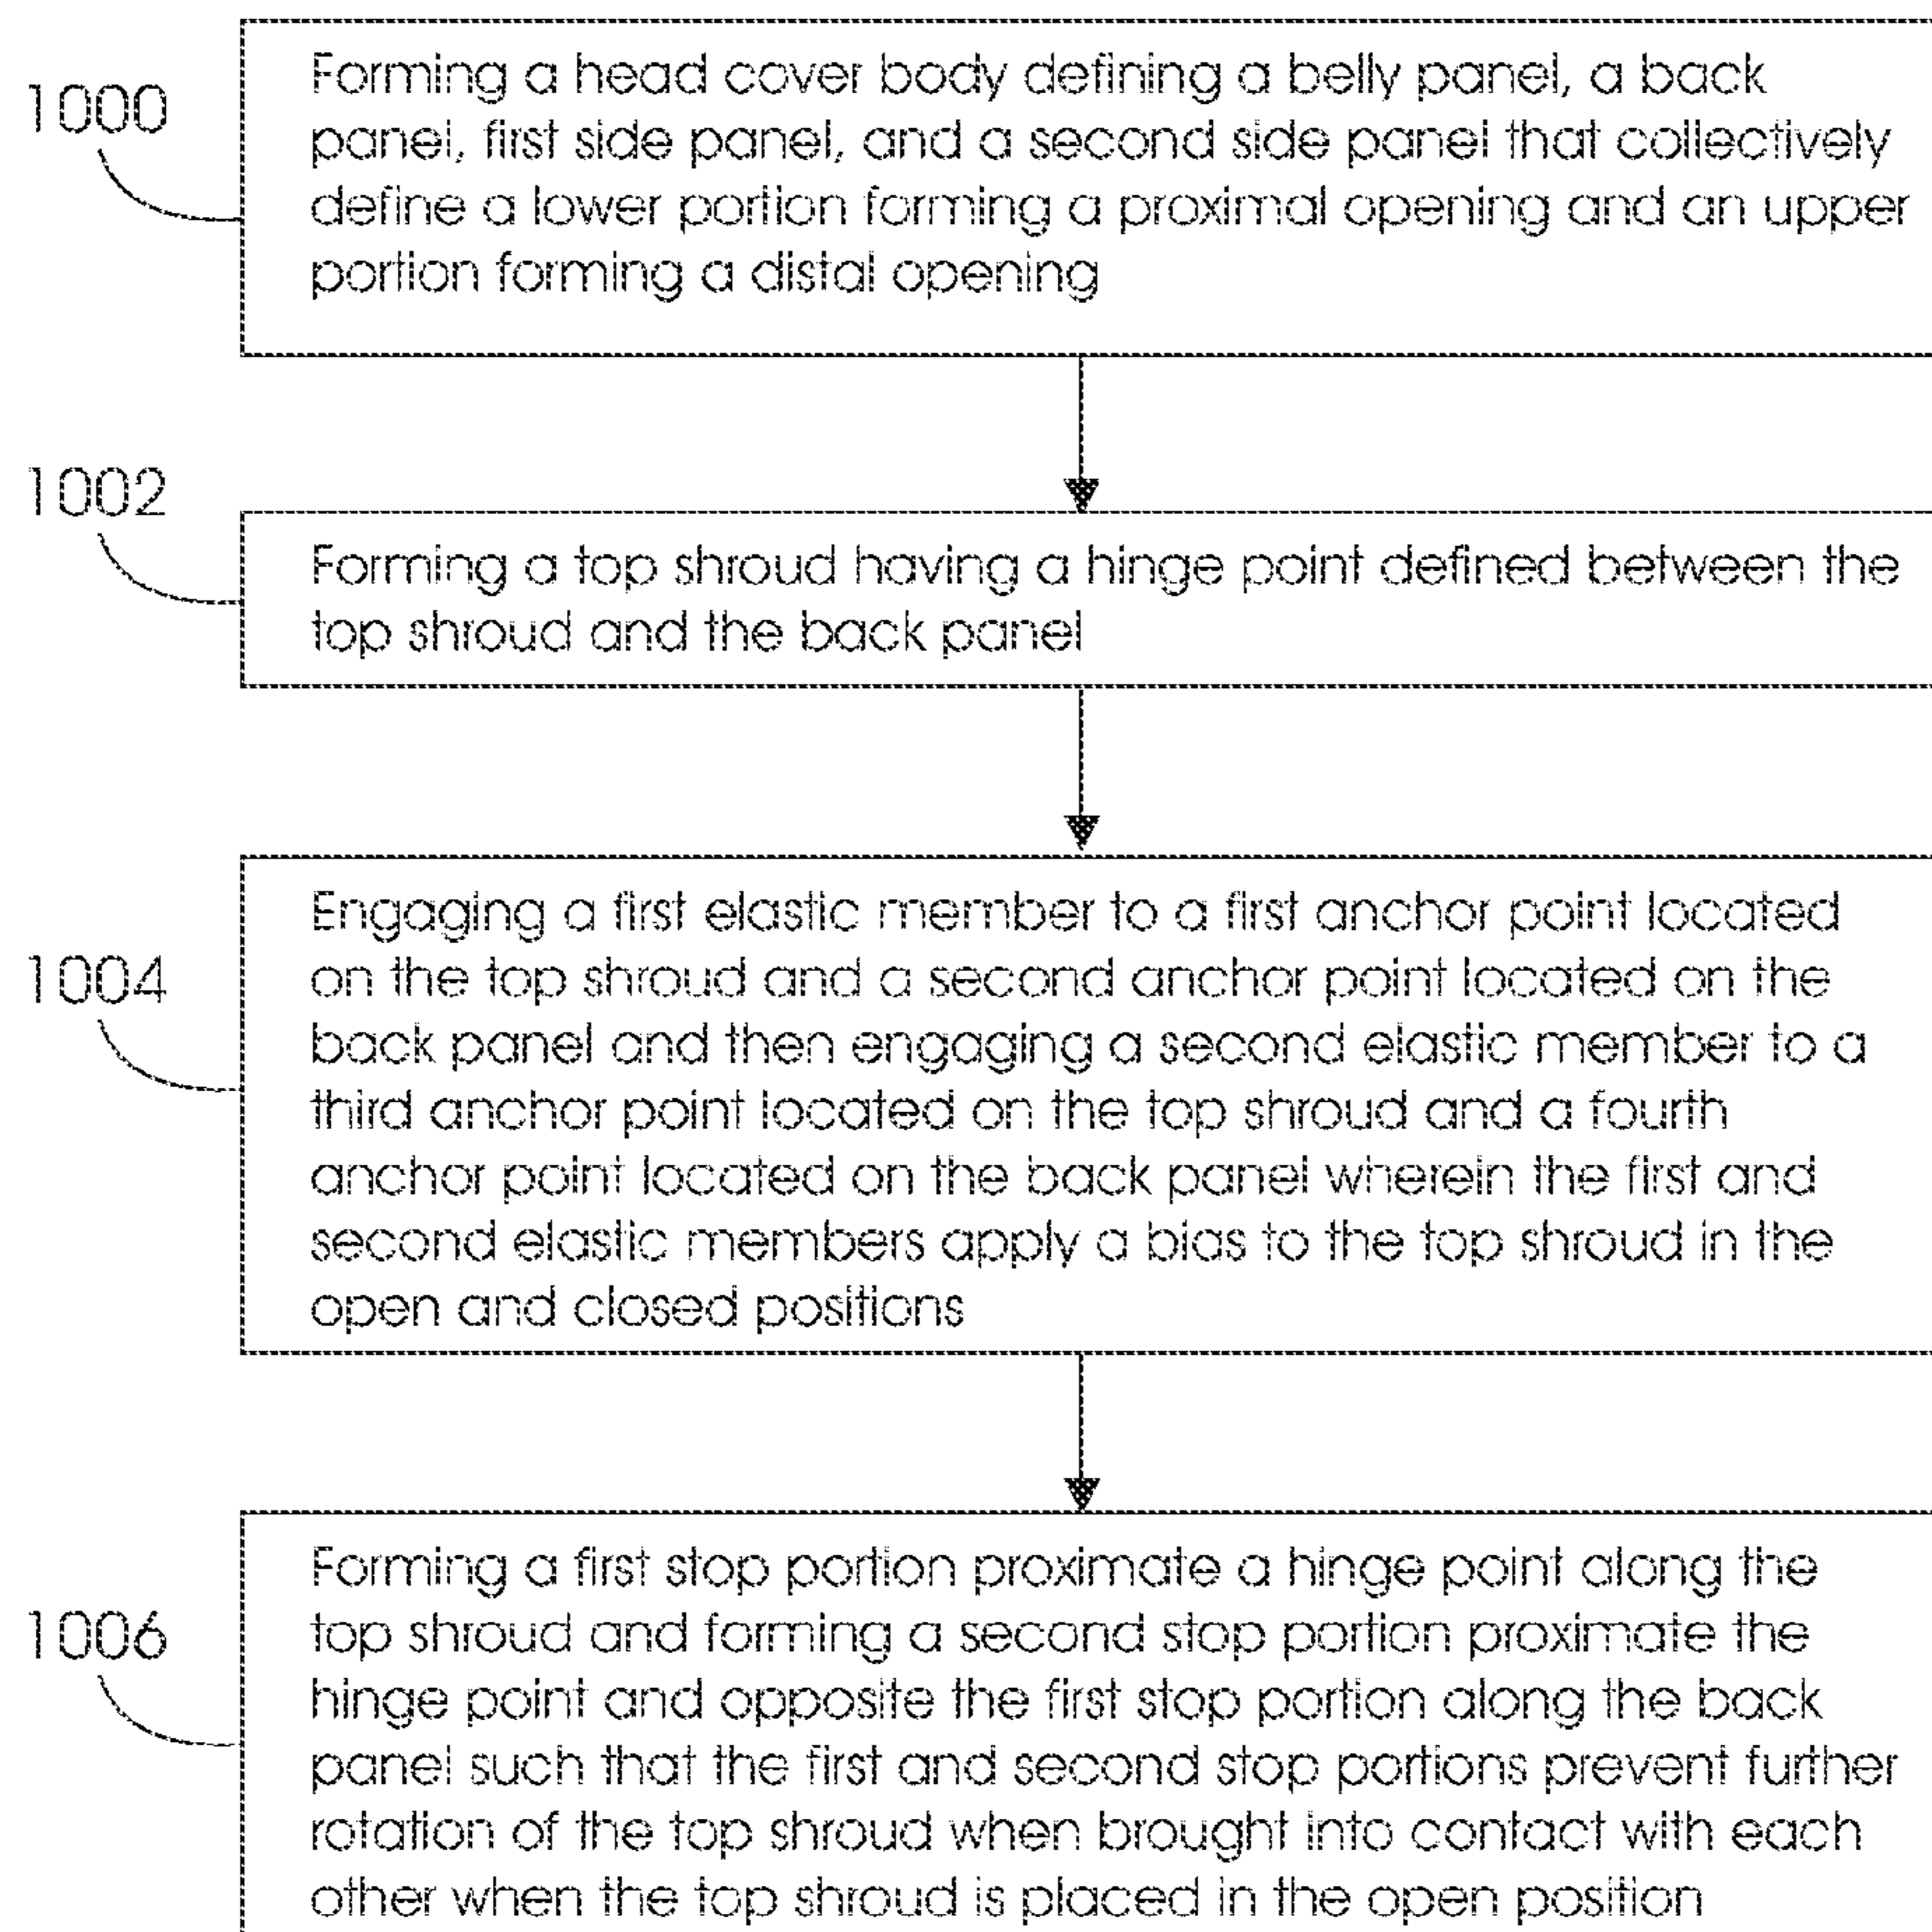 1000
Forming a head cover body defining a belly panel, a back
panel, first side panel, and a second side panel that collectively
define a lower portion forming a proximal opening and an upper
portion forming a distal opening
1002
Forming a top shroud having a hinge point defined between the
top shroud and the back panel
1004
Engaging a first elastic member to a first anchor point located
on the top shroud and a second anchor point located on the
back panel and then engaging a second elastic member to a
third anchor point located on the top shroud and a fourth
anchor point located on the back panel wherein the first and
second elastic members apply a bias to the top shroud in the
open and closed positions
1006
Forming a first stop portion proximate a hinge point along the
top shroud and forming a second stop portion proximate the
hinge point and opposite the first stop portion along the back
panel such that the first and second stop portions prevent further
rotation of the top shroud when brought into contact with each
other when the top shroud is placed in the open position